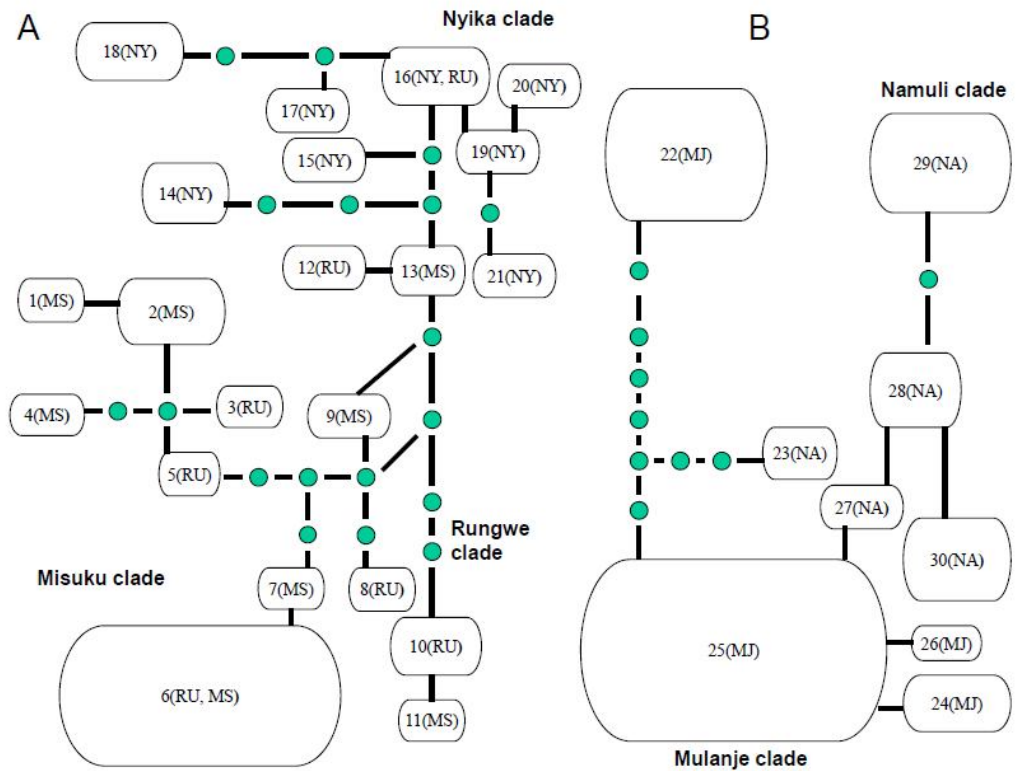 A
Nyika clade
B
18(NY)
16(NY, RU)
20(NY)
17(NY)
Namuli clade
15(NY)
19(NY)
22(MJ)
29(NA)
14(NY)
12(RU)
13(MS)
21(NY)
1(MS)
2(MS)
28(NA)
4(MS)
3(RU)
9(MS)
23(NA)
5(RU)
27(NA)
Rungwe
clade
30(NA)
Misuku clade
7(MS)
8(RU)
10(RU)
25(MJ)
26(MJ)
6(RU, MS)
24(MJ)
11(MS)
Mulanje clade